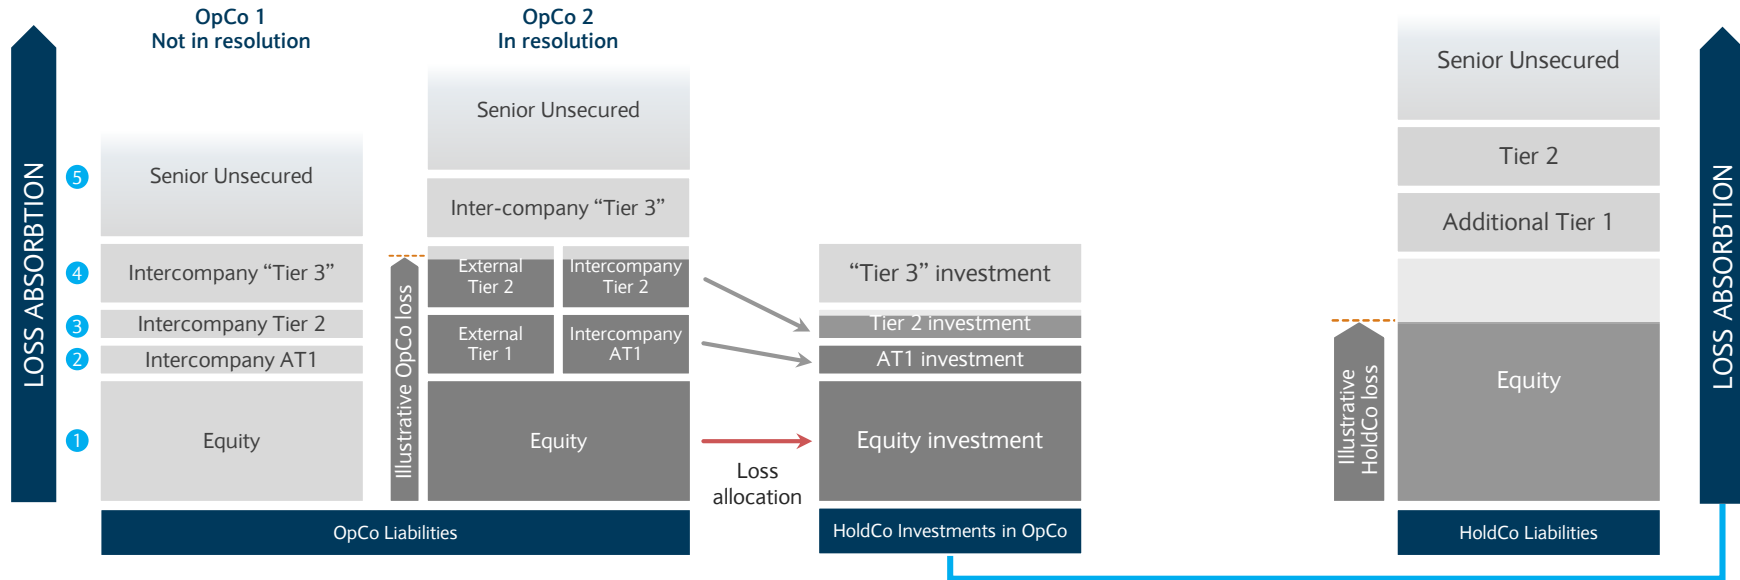 OpCo 1
Not in resolution
OpCo 2
In resolution
LOSS ABSORBTION
5
4
3
2
1
Senior Unsecured
Intercompany “Tier 3”
Intercompany Tier 2
Intercompany AT1
Equity
Illustrative OpCo loss
Senior Unsecured
Inter-company “Tier 3”
External
Tier 2
Intercompany
Tier 2
External
Tier 1
Intercompany
AT1
Equity
OpCo Liabilities
Loss
allocation
“Tier 3” investment
Tier 2 investment
AT1 investment
Equity investment
HoldCo Investments in OpCo
Illustrative
HoldCo loss
Senior Unsecured
Tier 2
Additional Tier 1
Equity
HoldCo Liabilities
LOSS ABSORBTION